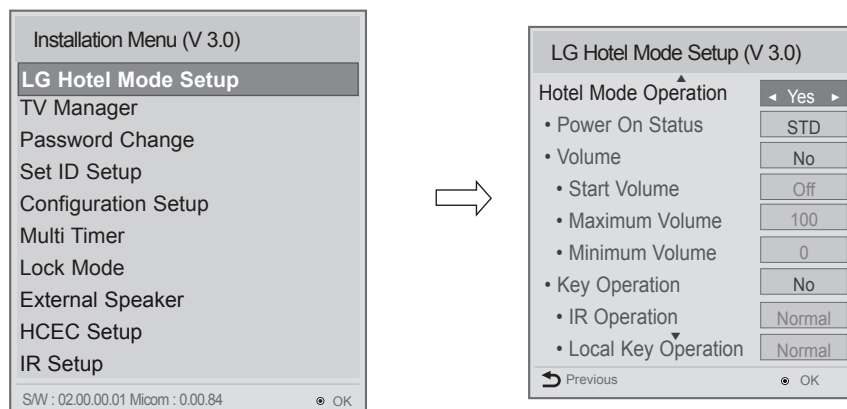 Installation Menu (V 3.0)
LG Hotel Mode Setup
TV Manager
Password Change
Set ID Setup
Configuration Setup
Multi Timer
Lock Mode
External Speaker
HCEC Setup
IR Setup
S/W : 02.00.00.01 Micom : 0.00.84 ◉ OK
LG Hotel Mode Setup (V 3.0)
Hotel Mode Operation ◄ Yes ►
• Power On Status STD
• Volume No
• Start Volume Off
• Maximum Volume 100
• Minimum Volume 0
• Key Operation No
• IR Operation Normal
• Local Key Operation Normal
Previous ◉ OK